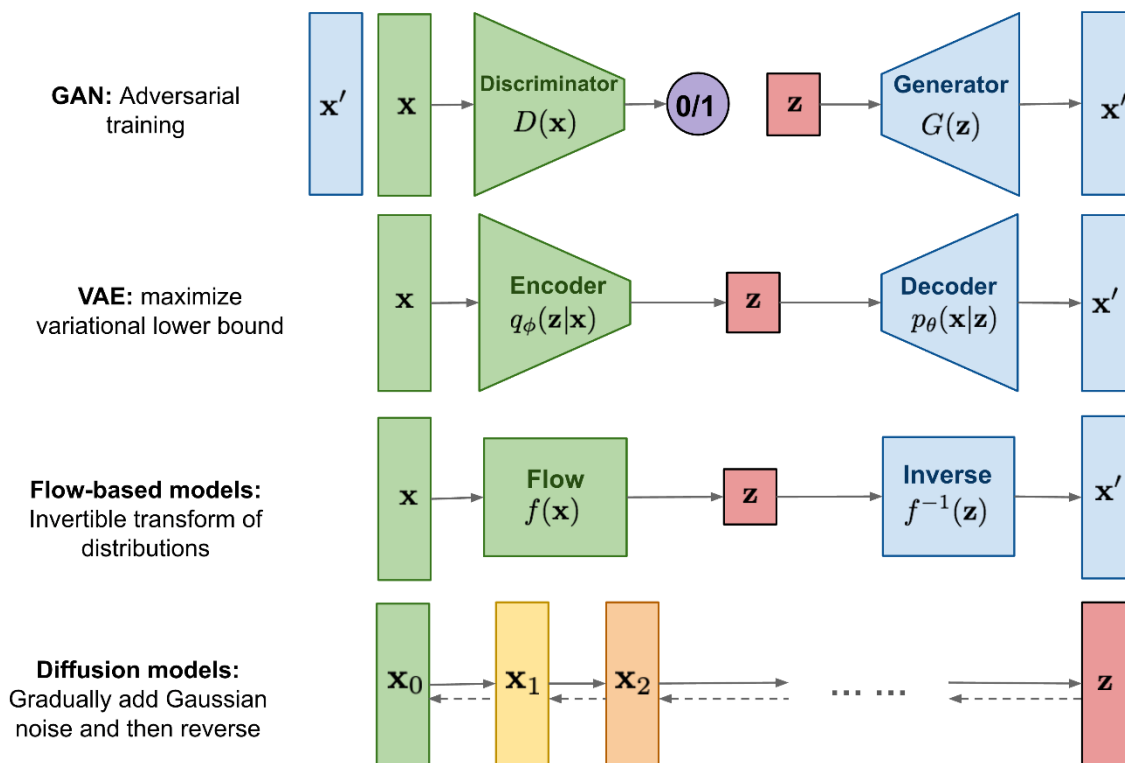 GAN: Adversarial
training
x′
x
Discriminator
D(x)
0/1
z
Generator
G(z)
x′
VAE: maximize
variational lower bound
x
Encoder
qϕ(z|x)
z
Decoder
pθ(x|z)
x′
Flow-based models:
Invertible transform of
distributions
x
Flow
f(x)
z
Inverse
f⁻¹(z)
x′
Diffusion models:
Gradually add Gaussian
noise and then reverse
x₀
x₁
x₂
... ...
z